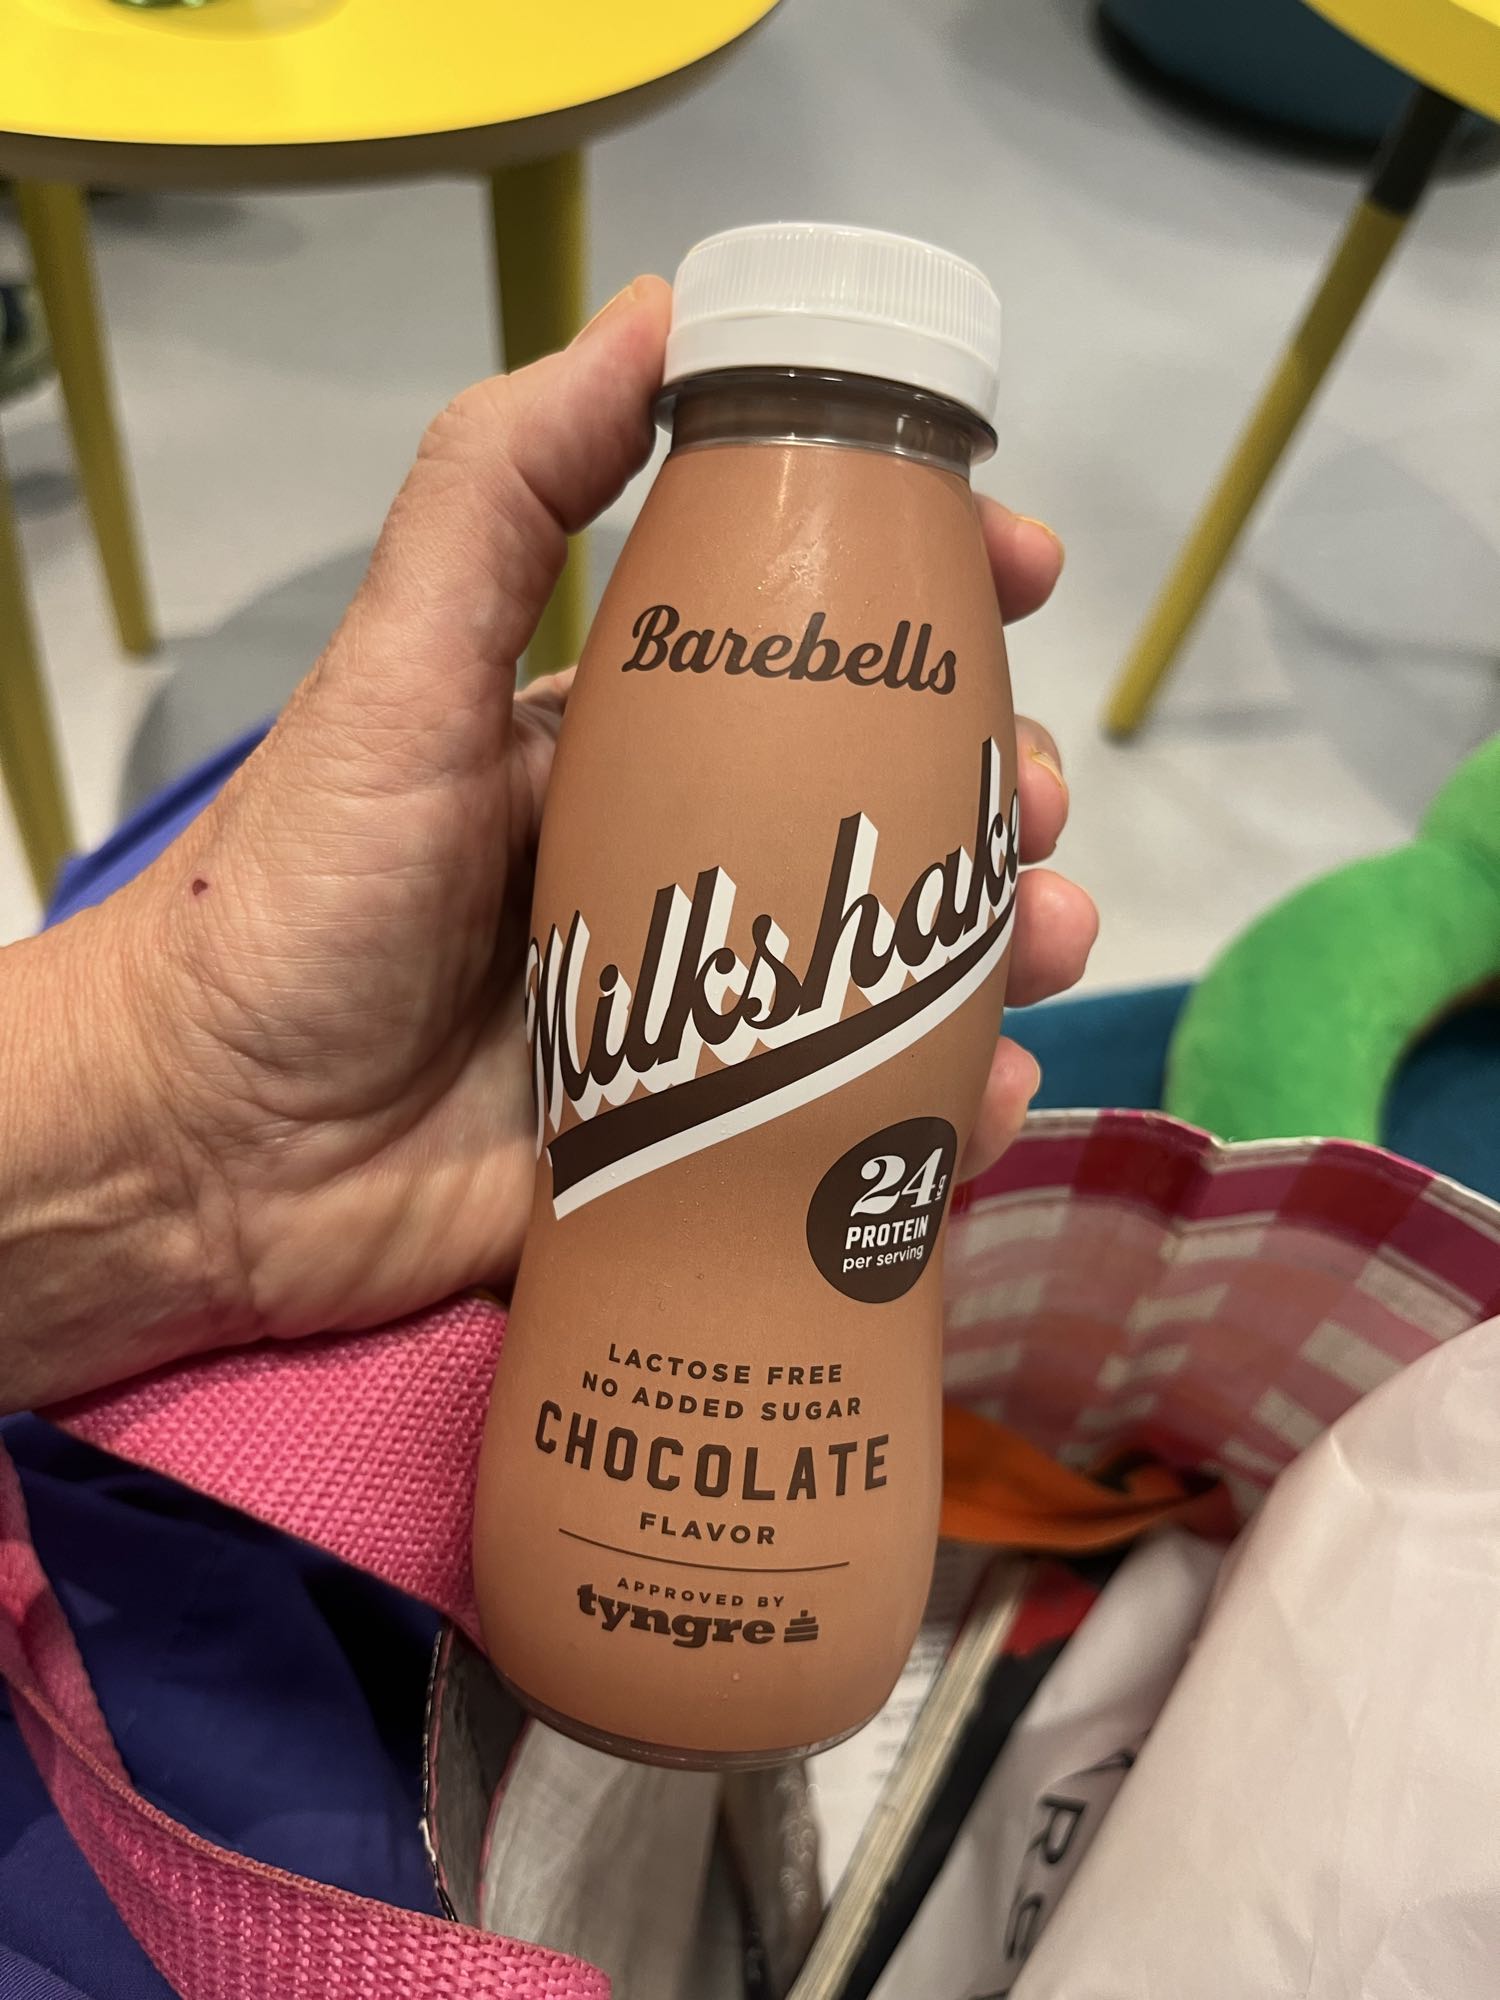 Barebells
Milkshake
24g
PROTEIN
per serving
LACTOSE FREE
NO ADDED SUGAR
CHOCOLATE
FLAVOR
APPROVED BY
tyngre